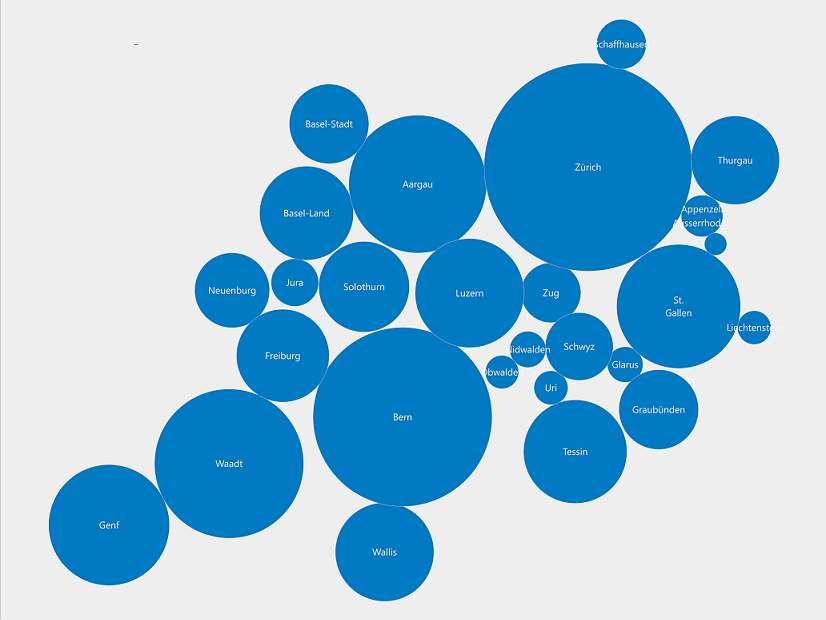 Schaffhausen
Basel-Stadt
Thurgau
Zürich
Aargau
Appenzell
Ausserrhoden
Basel-Land
Neuenburg
Jura
Solothurn
Luzern
Zug
St.
Gallen
Liechtenstein
Freiburg
Nidwalden
Schwyz
Obwalden
Glarus
Uri
Bern
Graubünden
Waadt
Tessin
Genf
Wallis